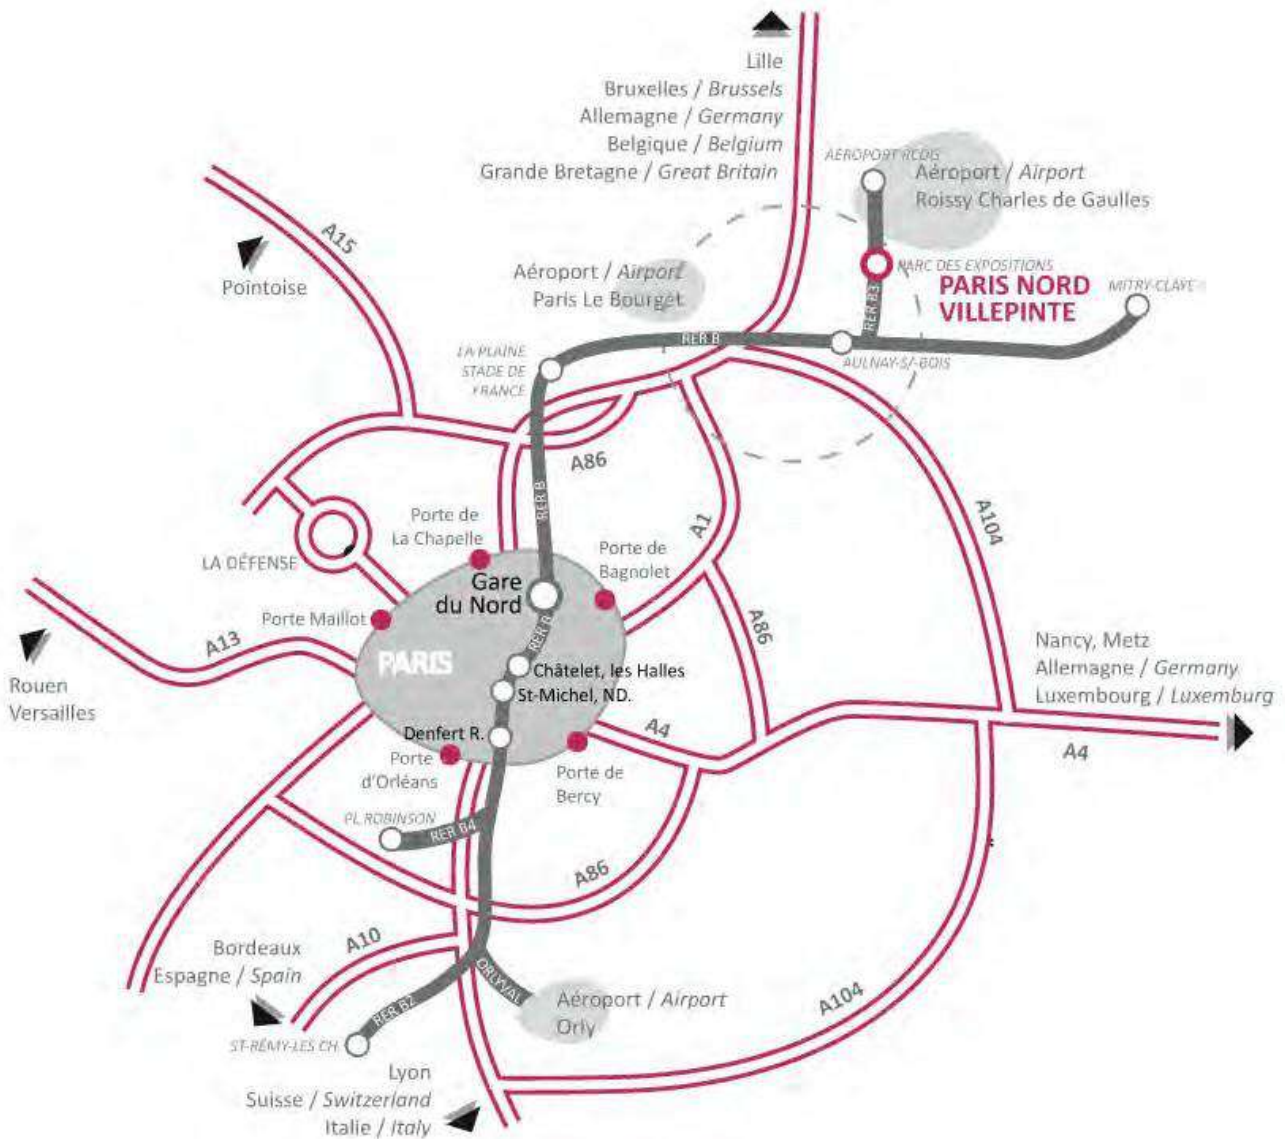 Lille
Bruxelles / Brussels
Allemagne / Germany
Belgique / Belgium
Grande Bretagne / Great Britain
AÉROPORT RCDG
Aéroport / Airport
Roissy Charles de Gaulles
A15
Pointoise
Aéroport / Airport
Paris Le Bourget
PARC DES EXPOSITIONS
PARIS NORD
VILLEPINTE
MITRY-CLAYE
RER B3
RER B
LA PLAINE
STADE DE
FRANCE
AULNAY-S/-BOIS
A86
RER B
A1
A104
Porte de
La Chapelle
LA DÉFENSE
Porte de
Bagnolet
Gare
du Nord
Porte Maillot
RER B
A86
A13
PARIS
Châtelet, les Halles
St-Michel, ND.
Rouen
Versailles
Nancy, Metz
Allemagne / Germany
Luxembourg / Luxemburg
Denfert R.
A4
A4
Porte
d'Orléans
Porte de
Bercy
PL. ROBINSON
RER B4
A86
A10
Bordeaux
Espagne / Spain
ORLYVAL
Aéroport / Airport
Orly
RER B2
A104
ST-RÉMY-LES CH.
Lyon
Suisse / Switzerland
Italie / Italy